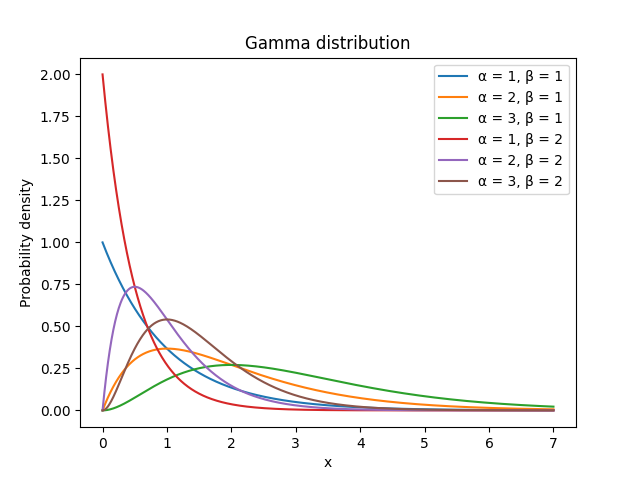 Gamma distribution
α = 1, β = 1
α = 2, β = 1
α = 3, β = 1
α = 1, β = 2
α = 2, β = 2
α = 3, β = 2
Probability density
2.00
1.75
1.50
1.25
1.00
0.75
0.50
0.25
0.00
0 1 2 3 4 5 6 7
x